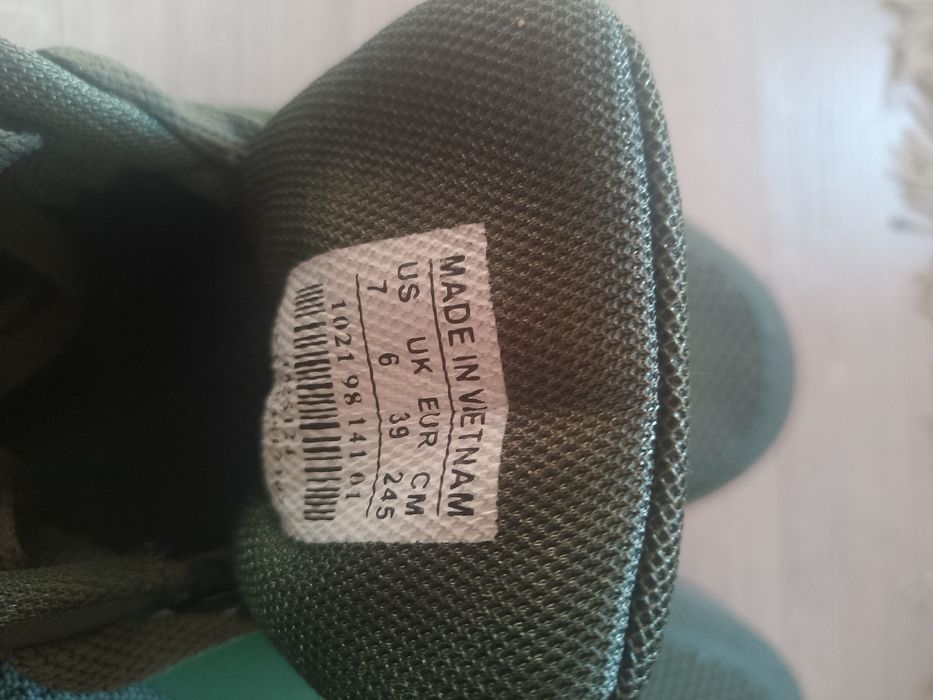 MADE IN VIETNAM
US UK EUR CM
7 6 39 245
1021 98 141 01